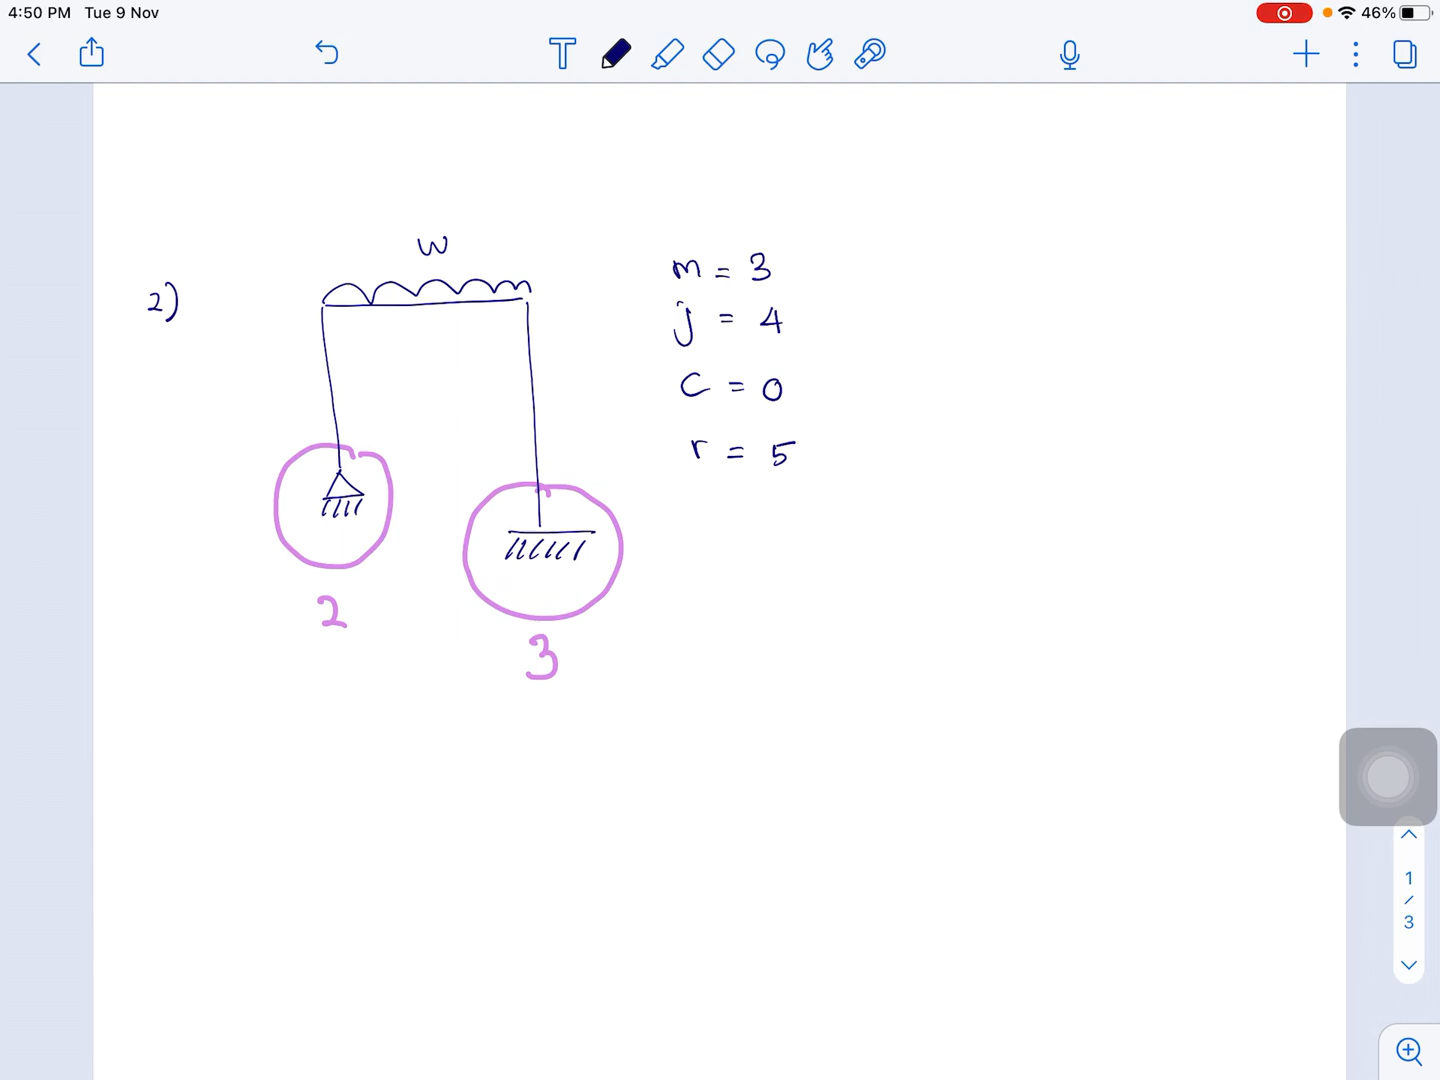 4:50 PM Tue 9 Nov
46%
T
w
2)
m = 3
j = 4
c = 0
r = 5
2
3
1
/
3